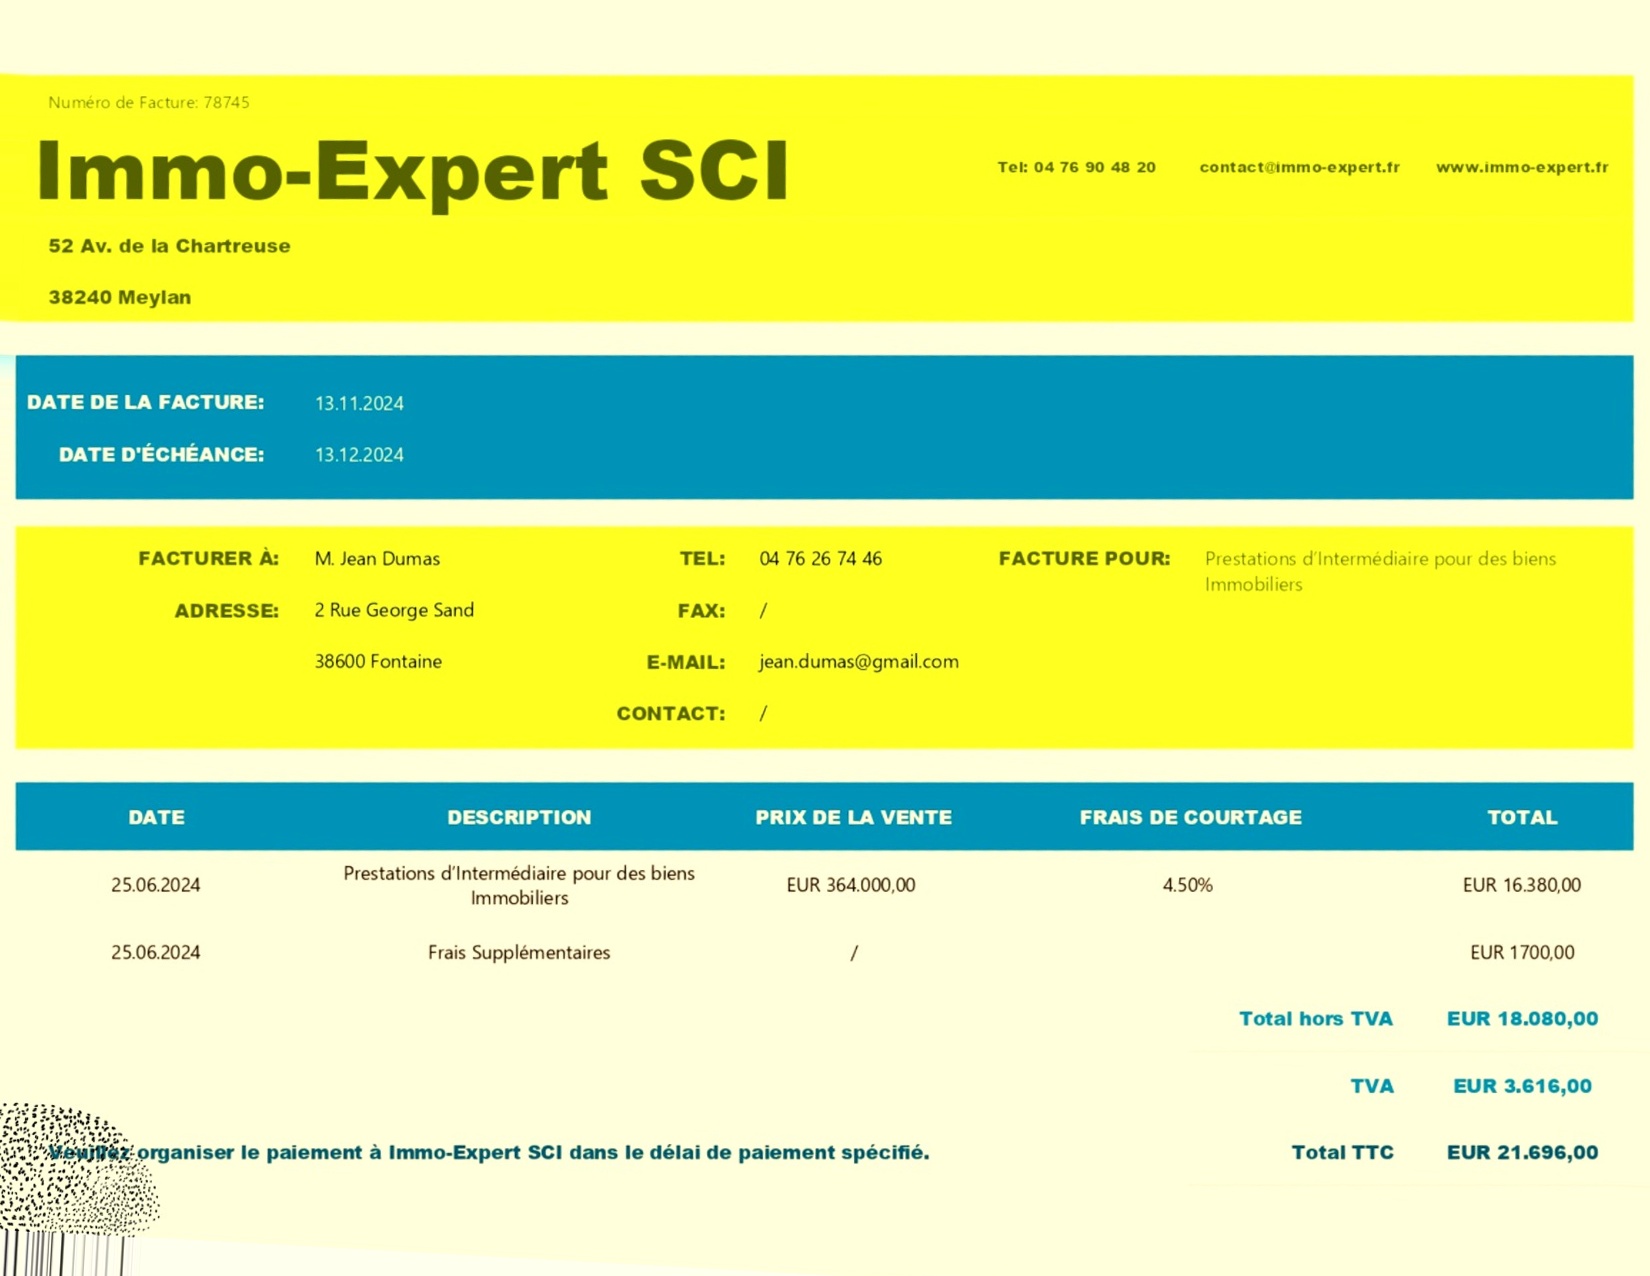 Numéro de Facture: 78745
Immo-Expert SCI
Tel: 04 76 90 48 20 contact@immo-expert.fr www.immo-expert.fr
52 Av. de la Chartreuse
38240 Meylan
DATE DE LA FACTURE: 13.11.2024
DATE D'ÉCHÉANCE: 13.12.2024
FACTURER À: M. Jean Dumas TEL: 04 76 26 74 46 FACTURE POUR: Prestations d'Intermédiaire pour des biens
Immobiliers
ADRESSE: 2 Rue George Sand FAX: /
38600 Fontaine E-MAIL: jean.dumas@gmail.com
CONTACT: /
DATE DESCRIPTION PRIX DE LA VENTE FRAIS DE COURTAGE TOTAL
25.06.2024 Prestations d'Intermédiaire pour des biens EUR 364.000,00 4.50% EUR 16.380,00
Immobiliers
25.06.2024 Frais Supplémentaires / EUR 1700,00
Total hors TVA EUR 18.080,00
TVA EUR 3.616,00
Veuillez organiser le paiement à Immo-Expert SCI dans le délai de paiement spécifié. Total TTC EUR 21.696,00